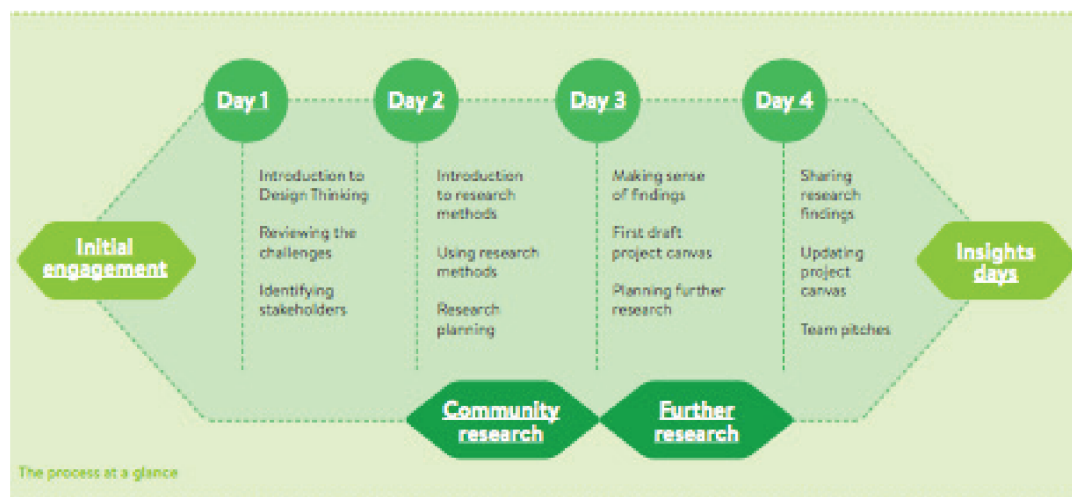 Day 1
Day 2
Day 3
Day 4
Initial
engagement
Introduction to
Design Thinking
Reviewing the
challenges
Identifying
stakeholders
Introduction
to research
methods
Using research
methods
Research
planning
Making sense
of findings
First draft
project canvas
Planning further
research
Sharing
research
findings
Updating
project
canvas
Team pitches
Insights
days
Community
research
Further
research
The process at a glance